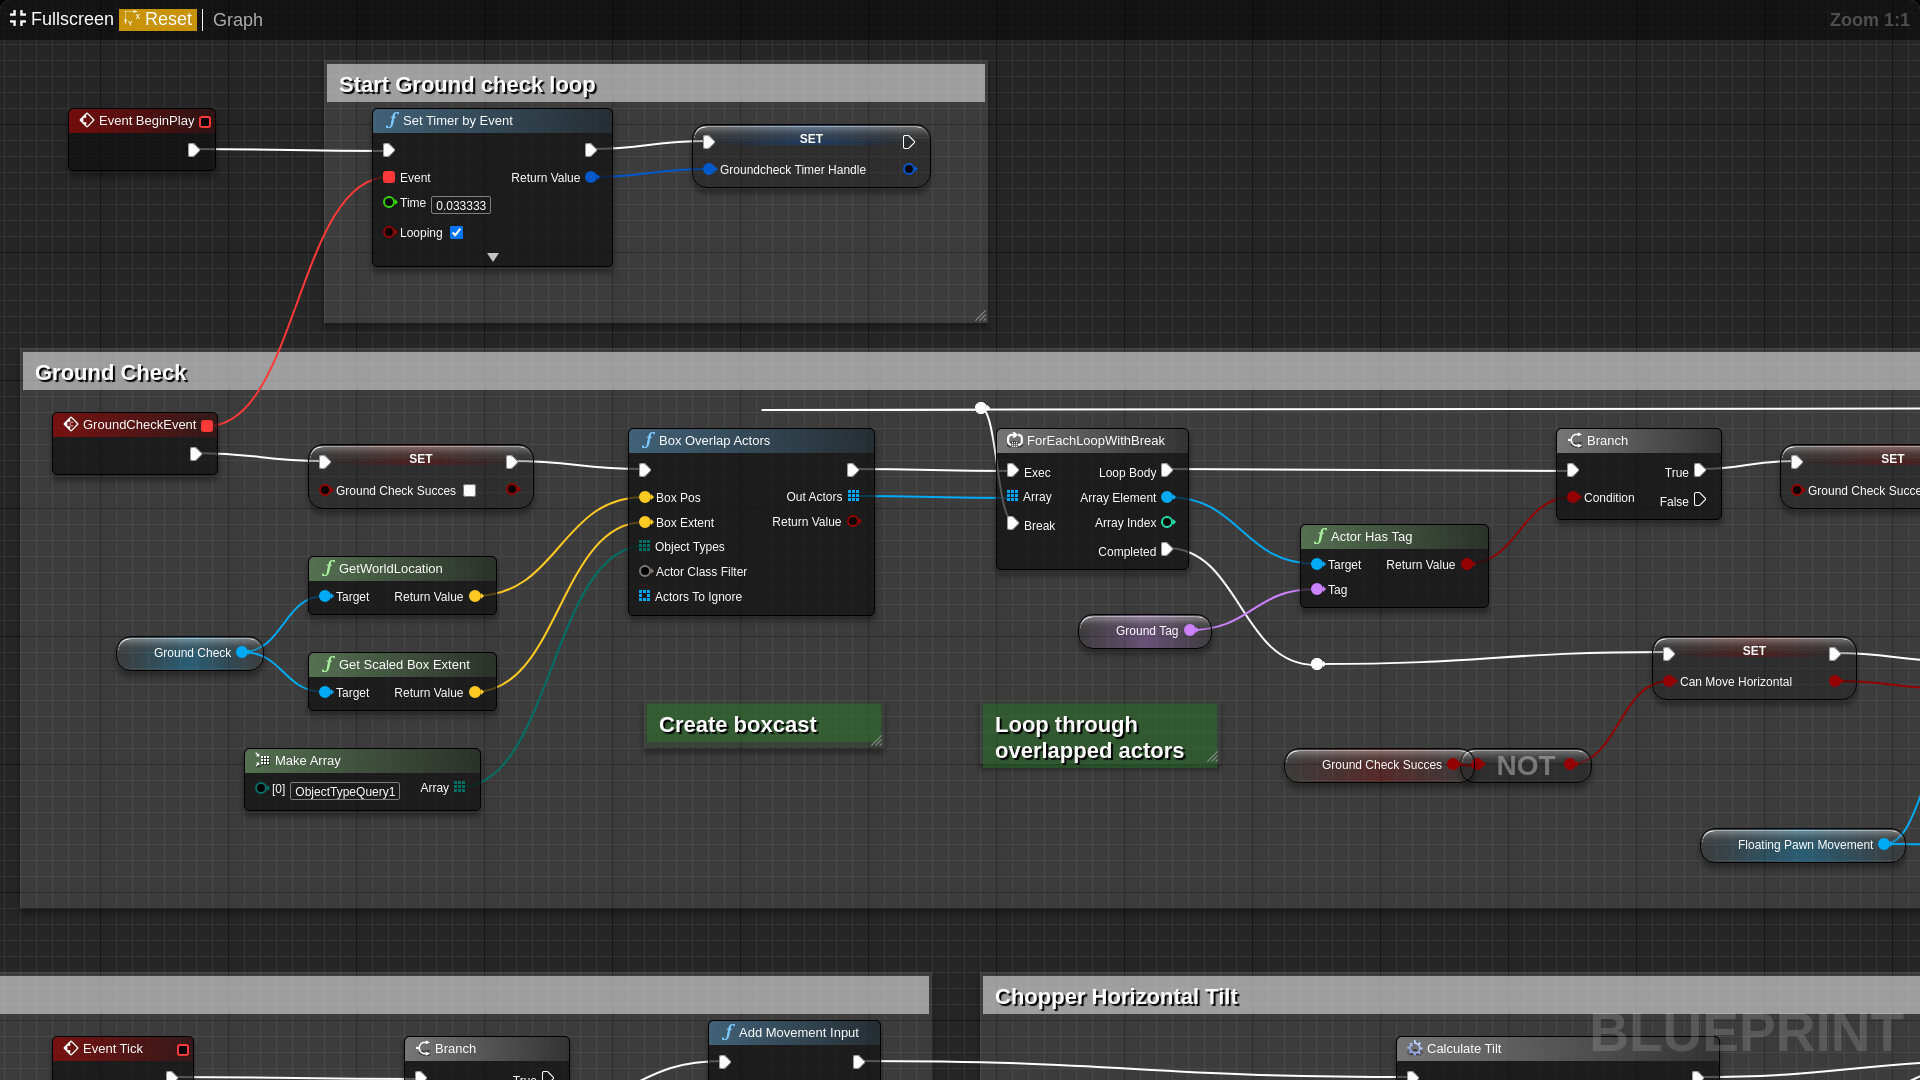 Fullscreen Reset Graph
Zoom 1:1
Start Ground check loop
Event BeginPlay
Set Timer by Event
SET
Event
Return Value
Groundcheck Timer Handle
Time 0.033333
Looping
Ground Check
GroundCheckEvent
SET
Ground Check Succes
Box Overlap Actors
Box Pos
Out Actors
Box Extent
Return Value
Object Types
Actor Class Filter
Actors To Ignore
ForEachLoopWithBreak
Exec
Loop Body
Array
Array Element
Array Index
Break
Completed
Branch
True
Condition
False
SET
Ground Check Succe
GetWorldLocation
Target
Return Value
Ground Check
Get Scaled Box Extent
Target
Return Value
Make Array
[0] ObjectTypeQuery1
Array
Actor Has Tag
Target
Return Value
Tag
Ground Tag
Create boxcast
Loop through
overlapped actors
SET
Can Move Horizontal
Ground Check Succes
NOT
Floating Pawn Movement
Chopper Horizontal Tilt
Event Tick
Branch
True
Add Movement Input
Calculate Tilt
BLUEPRINT